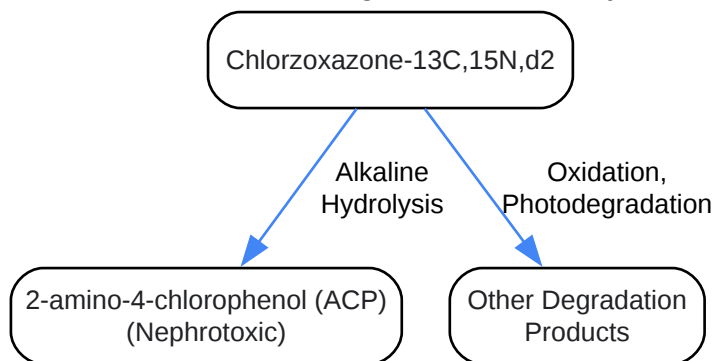 Chlorzoxazone-13C,15N,d2
Alkaline
Hydrolysis
Oxidation,
Photodegradation
2-amino-4-chlorophenol (ACP)
(Nephrotoxic)
Other Degradation
Products